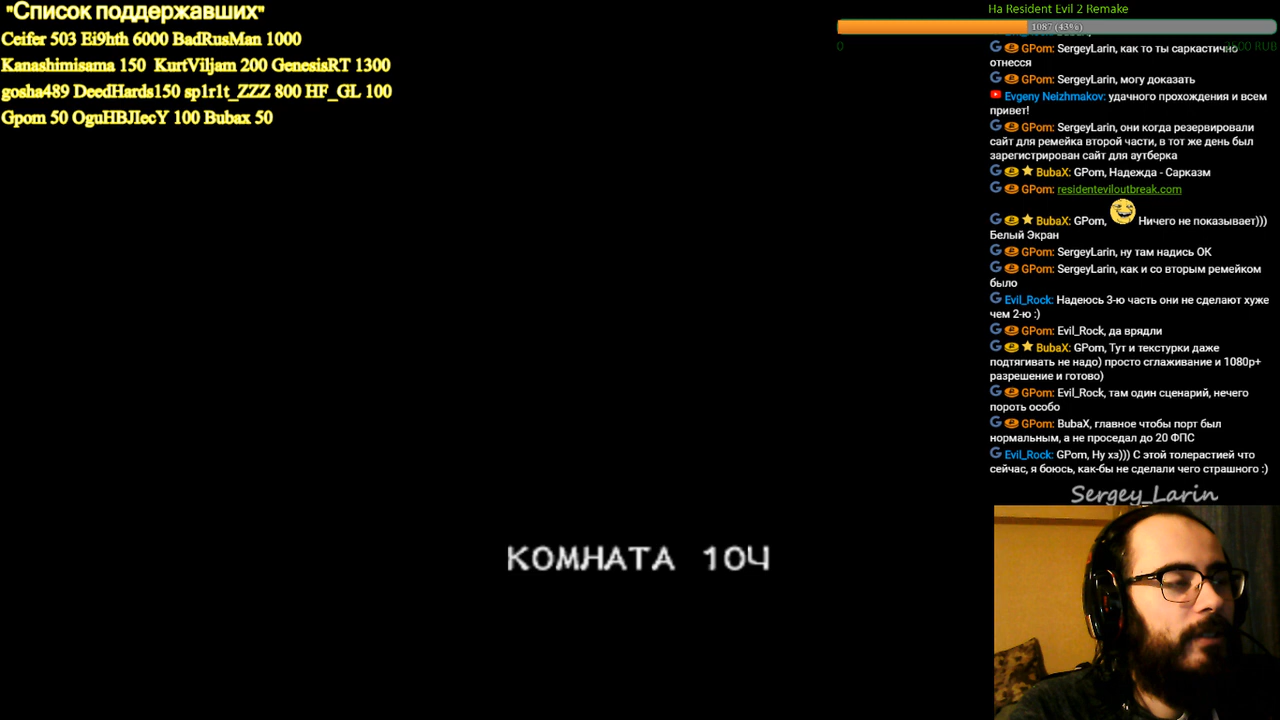 "Список поддержавших"
Ceifer 503 Ei9hth 6000 BadRusMan 1000
Kanashimisama 150 KurtViljam 200 GenesisRT 1300
gosha489 DeedHards150 sp1r1t_ZZZ 800 HF_GL 100
Gpom 50 OguHBJIecY 100 Bubax 50
На Resident Evil 2 Remake
1087 (43%)
0
GPom: SergeyLarin, как то ты саркастично
отнесся
GPom: SergeyLarin, могу доказать
Evgeny Neizhmakov: удачного прохождения и всем
привет!
GPom: SergeyLarin, они когда резервировали
сайт для ремейка второй части, в тот же день был
зарегистрирован сайт для аутберка
BubaX: GPom, Надежда - Сарказм
GPom: residenteviloutbreak.com
BubaX: GPom, Ничего не показывает)))
Белый Экран
GPom: SergeyLarin, ну там надись ОК
GPom: SergeyLarin, как и со вторым ремейком
было
Evil_Rock: Надеюсь 3-ю часть они не сделают хуже
чем 2-ю :)
GPom: Evil_Rock, да врядли
BubaX: GPom, Тут и текстурки даже
подтягивать не надо) просто сглаживание и 1080p+
разрешение и готово)
GPom: Evil_Rock, там один сценарий, нечего
пороть особо
GPom: BubaX, главное чтобы порт был
нормальным, а не проседал до 20 ФПС
Evil_Rock: GPom, Ну хз))) С этой толерастией что
сейчас, я боюсь, как-бы не сделали чего страшного :)
Sergey_Larin
КОМНАТА 104